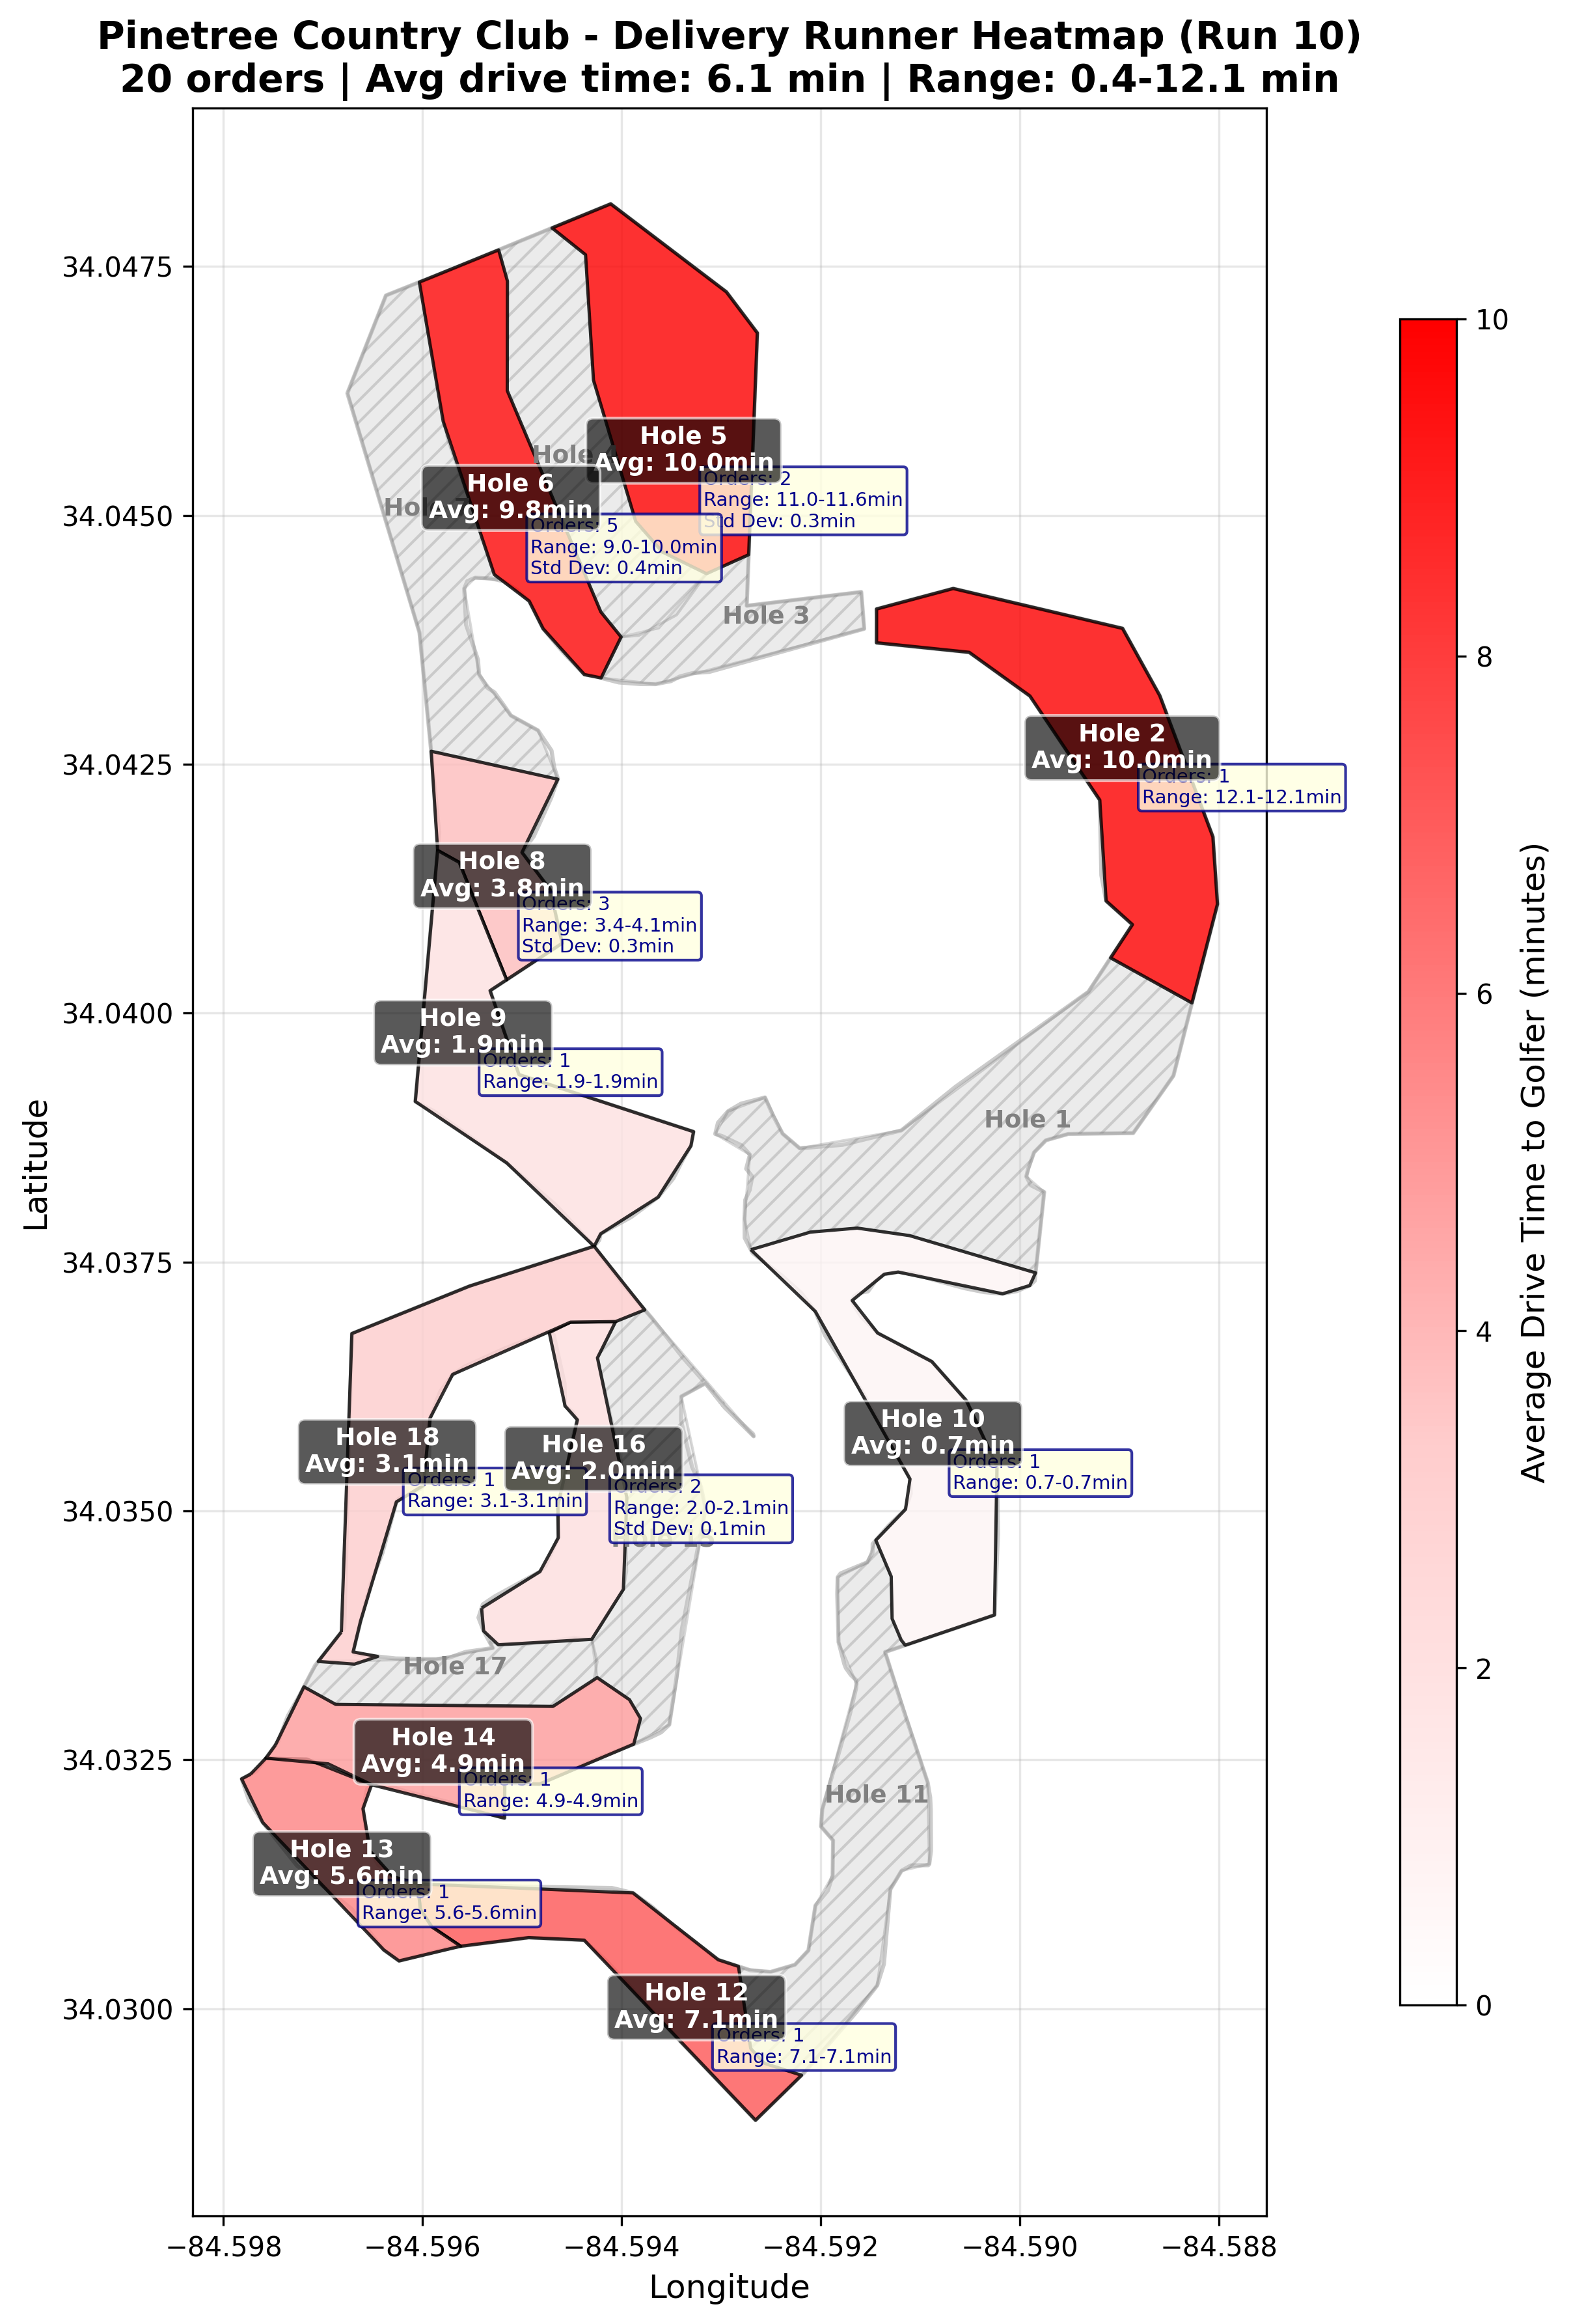 Pinetree Country Club - Delivery Runner Heatmap (Run 10)
20 orders | Avg drive time: 6.1 min | Range: 0.4-12.1 min
34.0475
34.0450
34.0425
34.0400
34.0375
34.0350
34.0325
34.0300
Latitude
−84.598
−84.596
−84.594
−84.592
−84.590
−84.588
Longitude
Hole 5
Avg: 10.0min
Orders: 2
Range: 11.0-11.6min
Std Dev: 0.3min
Hole
Hole 6
Avg: 9.8min
Orders: 5
Range: 9.0-10.0min
Std Dev: 0.4min
Hole 3
Hole 2
Avg: 10.0min
Orders: 1
Range: 12.1-12.1min
Hole 8
Avg: 3.8min
Orders: 3
Range: 3.4-4.1min
Std Dev: 0.3min
Hole 9
Avg: 1.9min
Orders: 1
Range: 1.9-1.9min
Hole 1
Hole 10
Avg: 0.7min
Orders: 1
Range: 0.7-0.7min
Hole 18
Avg: 3.1min
Orders: 1
Range: 3.1-3.1min
Hole 16
Avg: 2.0min
Orders: 2
Range: 2.0-2.1min
Std Dev: 0.1min
Hole 15
Hole 17
Hole 14
Avg: 4.9min
Orders: 1
Range: 4.9-4.9min
Hole 11
Hole 13
Avg: 5.6min
Orders: 1
Range: 5.6-5.6min
Hole 12
Avg: 7.1min
Orders: 1
Range: 7.1-7.1min
10
8
6
4
2
0
Average Drive Time to Golfer (minutes)